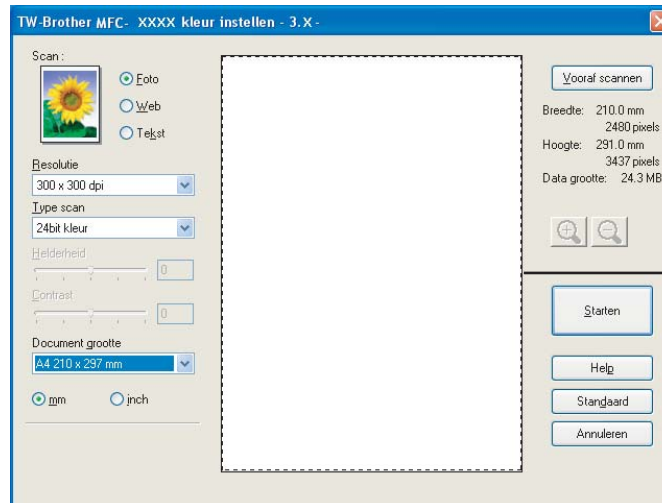 TW-Brother MFC- XXXX kleur instellen - 3.X -
Scan :
Foto
Web
Tekst
Resolutie
300 x 300 dpi
Type scan
24bit kleur
Helderheid
0
Contrast
0
Document grootte
A4 210 x 297 mm
mm
inch
Vooraf scannen
Breedte: 210.0 mm
2480 pixels
Hoogte: 291.0 mm
3437 pixels
Data grootte: 24.3 MB
Starten
Help
Standaard
Annuleren